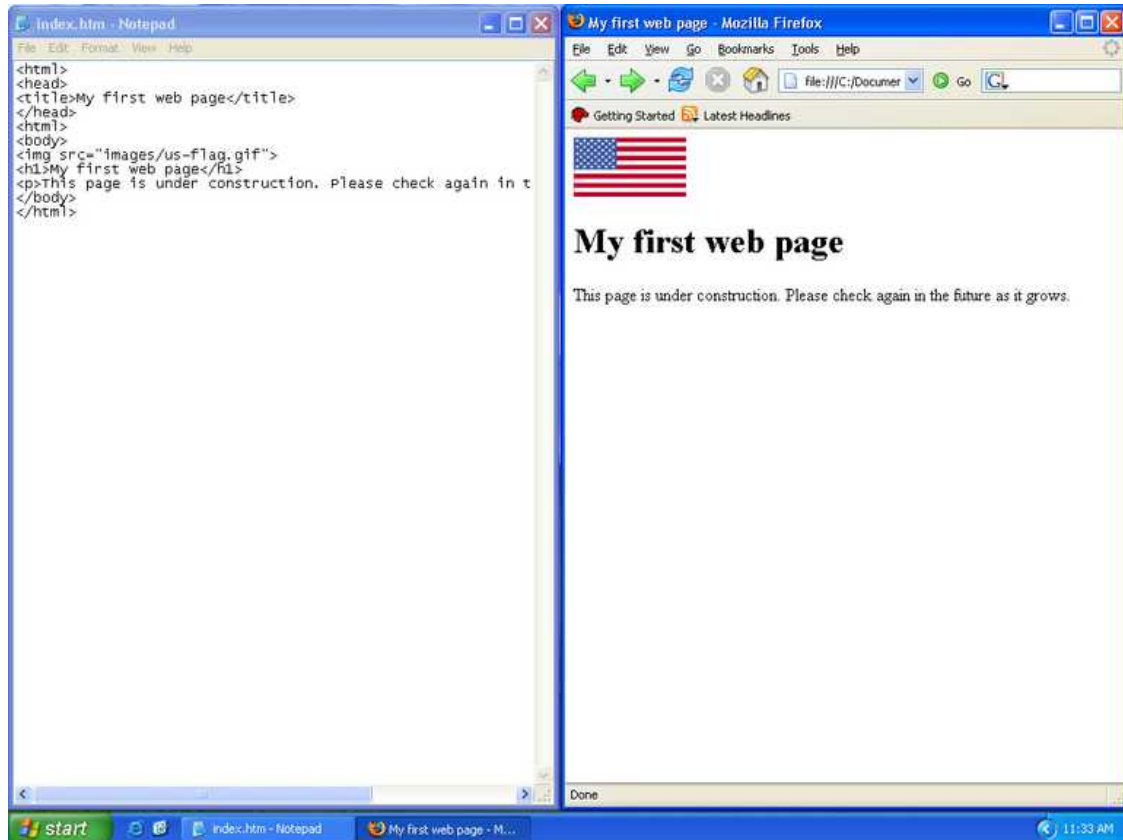 index.htm - Notepad
File Edit Format View Help
<html>
<head>
<title>My first web page</title>
</head>
<html>
<body>
<img src="images/us-flag.gif">
<h1>My first web page</h1>
<p>This page is under construction. Please check again in t
</body>
</html>
My first web page - Mozilla Firefox
File Edit View Go Bookmarks Tools Help
file:///C:/Documer Go G
Getting Started Latest Headlines
My first web page
This page is under construction. Please check again in the future as it grows.
Done
start index.htm - Notepad My first web page - M... 11:33 AM